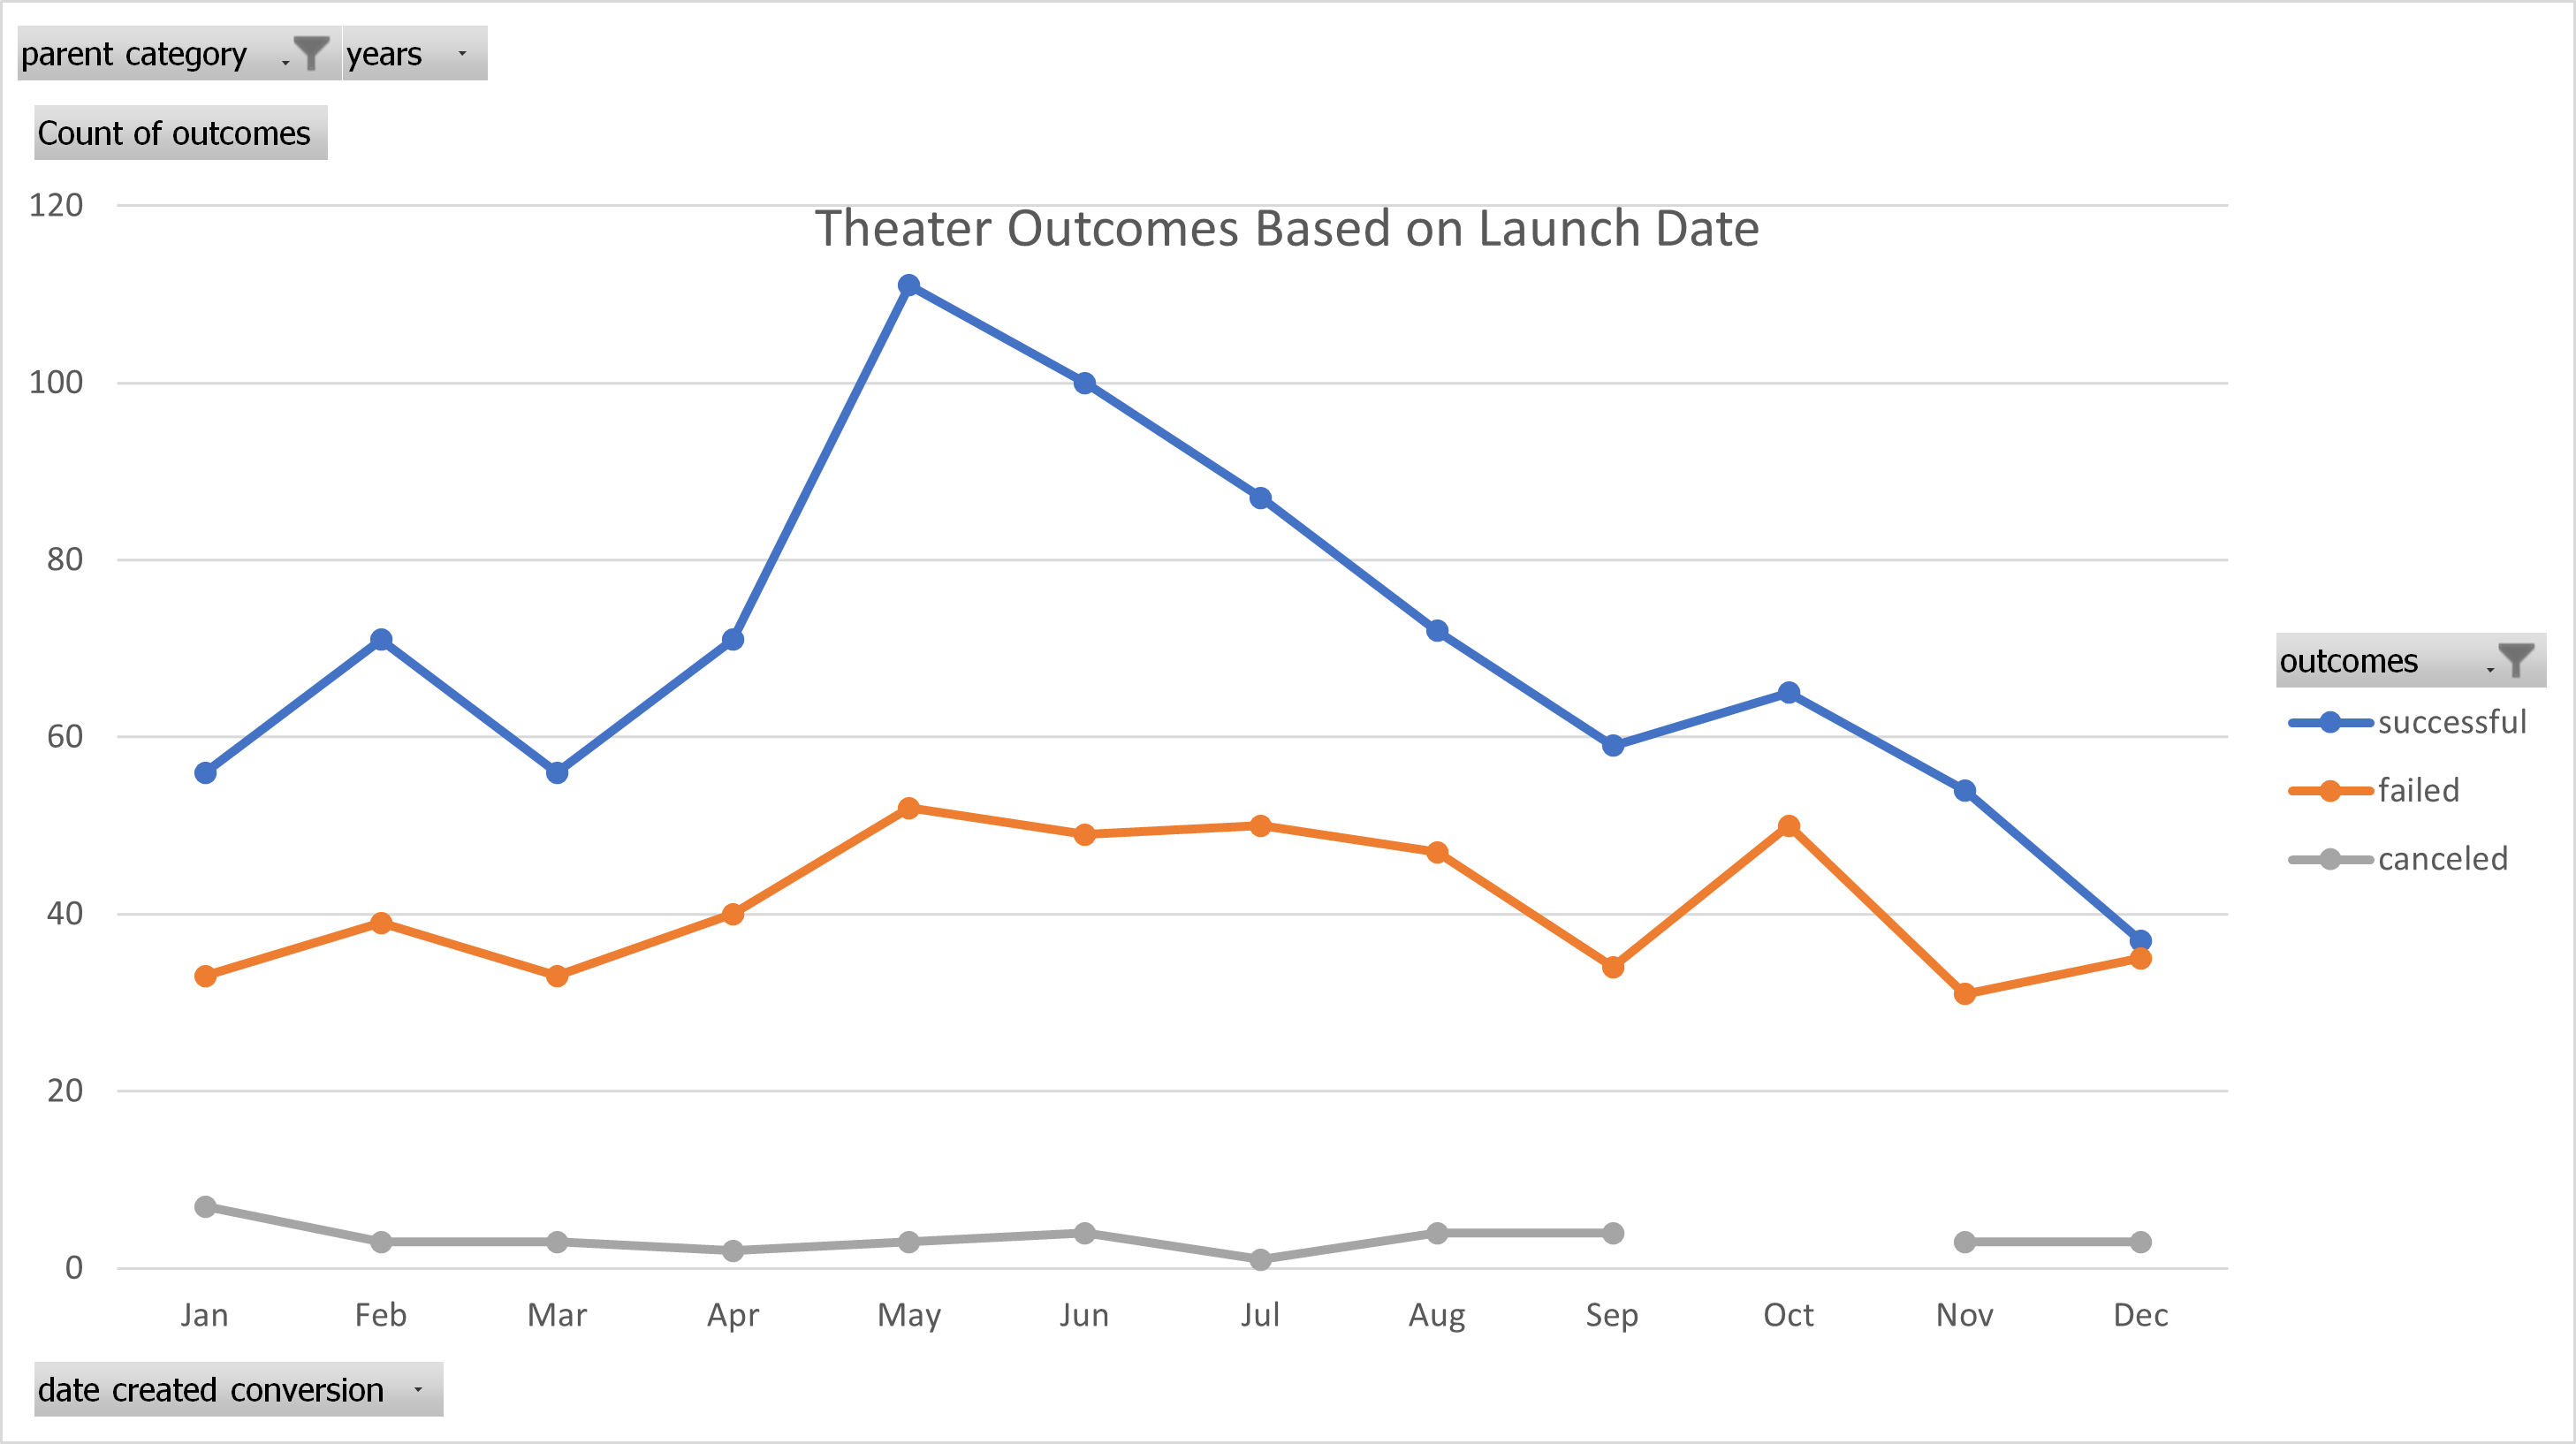 parent category years
Count of outcomes
Theater Outcomes Based on Launch Date
120
100
80
60
40
20
0
Jan Feb Mar Apr May Jun Jul Aug Sep Oct Nov Dec
outcomes
successful
failed
canceled
date created conversion